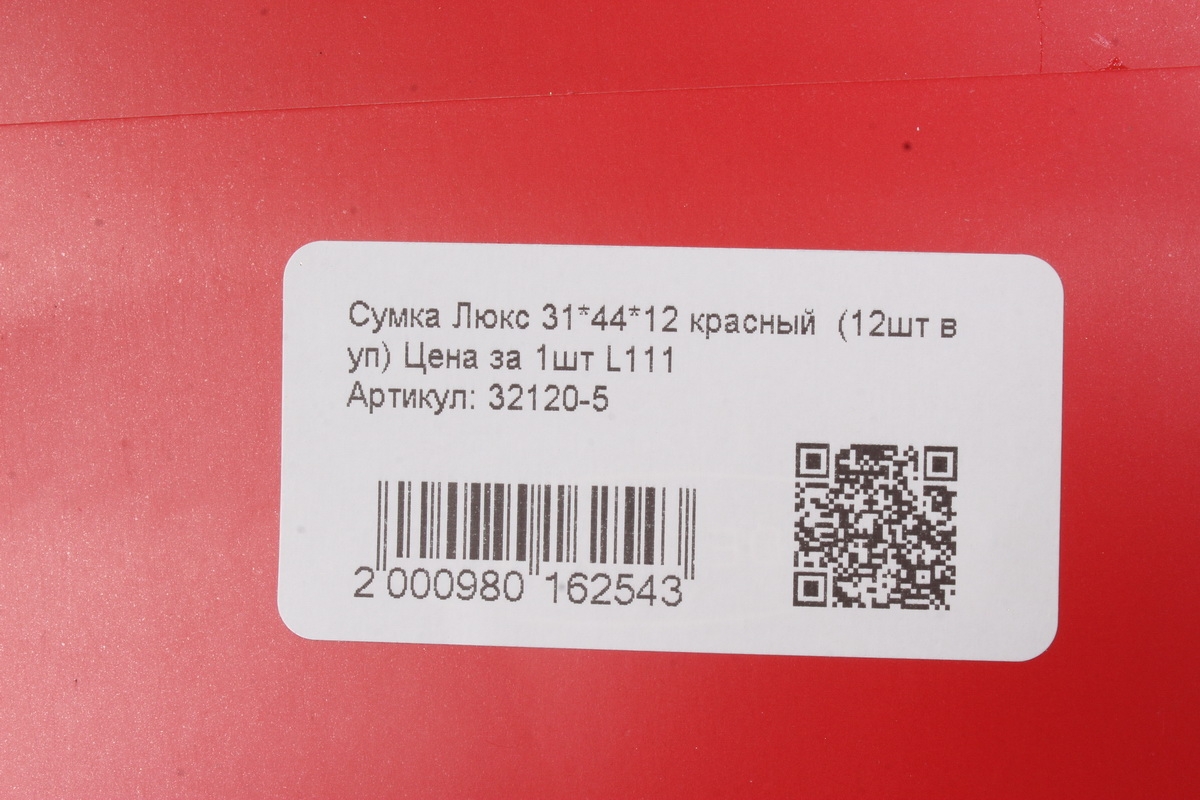 Сумка Люкс 31*44*12 красный (12шт в
уп) Цена за 1шт L111
Артикул: 32120-5
2 000980 162543